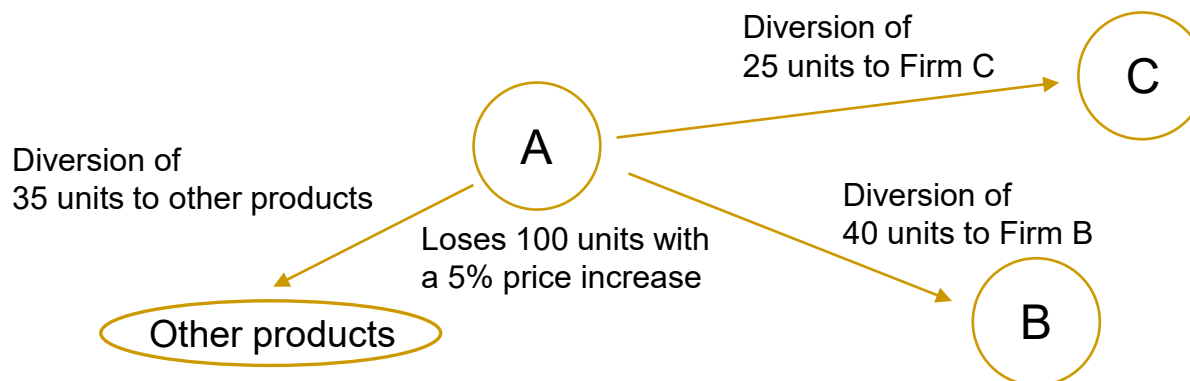 Diversion of
25 units to Firm C
C
A
Diversion of
35 units to other products
Diversion of
40 units to Firm B
Loses 100 units with
a 5% price increase
Other products
B